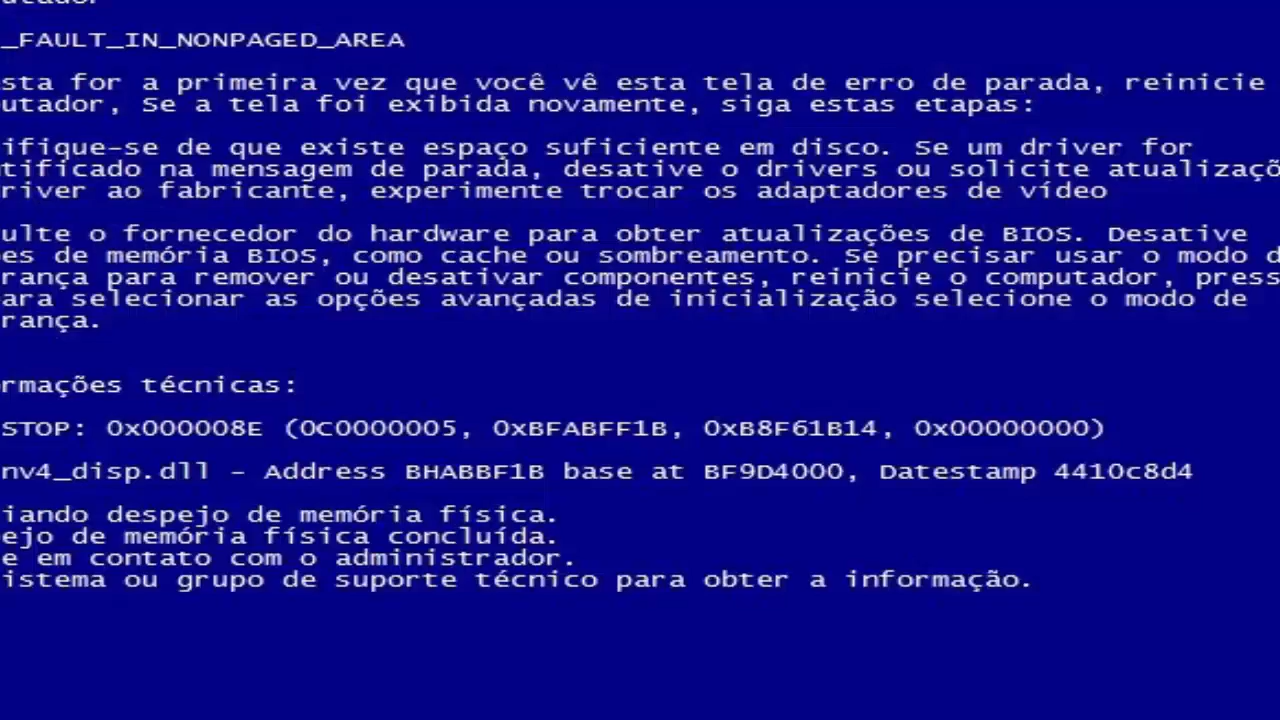 utador
_FAULT_IN_NONPAGED_AREA
sta for a primeira vez que você vê esta tela de erro de parada, reinicie
utador, Se a tela foi exibida novamente, siga estas etapas:
ifique-se de que existe espaço suficiente em disco. Se um driver for
tificado na mensagem de parada, desative o drivers ou solicite atualizaçõ
river ao fabricante, experimente trocar os adaptadores de vídeo
ulte o fornecedor do hardware para obter atualizações de BIOS. Desative
es de memória BIOS, como cache ou sombreamento. Se precisar usar o modo d
rança para remover ou desativar componentes, reinicie o computador, press
ara selecionar as opções avançadas de inicialização selecione o modo de
rança.
rmações técnicas:
STOP: 0x000008E (0C0000005, 0xBFABFF1B, 0xB8F61B14, 0x00000000)
nv4_disp.dll - Address BHABBF1B base at BF9D4000, Datestamp 4410c8d4
iando despejo de memória física.
ejo de memória física concluída.
e em contato com o administrador.
istema ou grupo de suporte técnico para obter a informação.